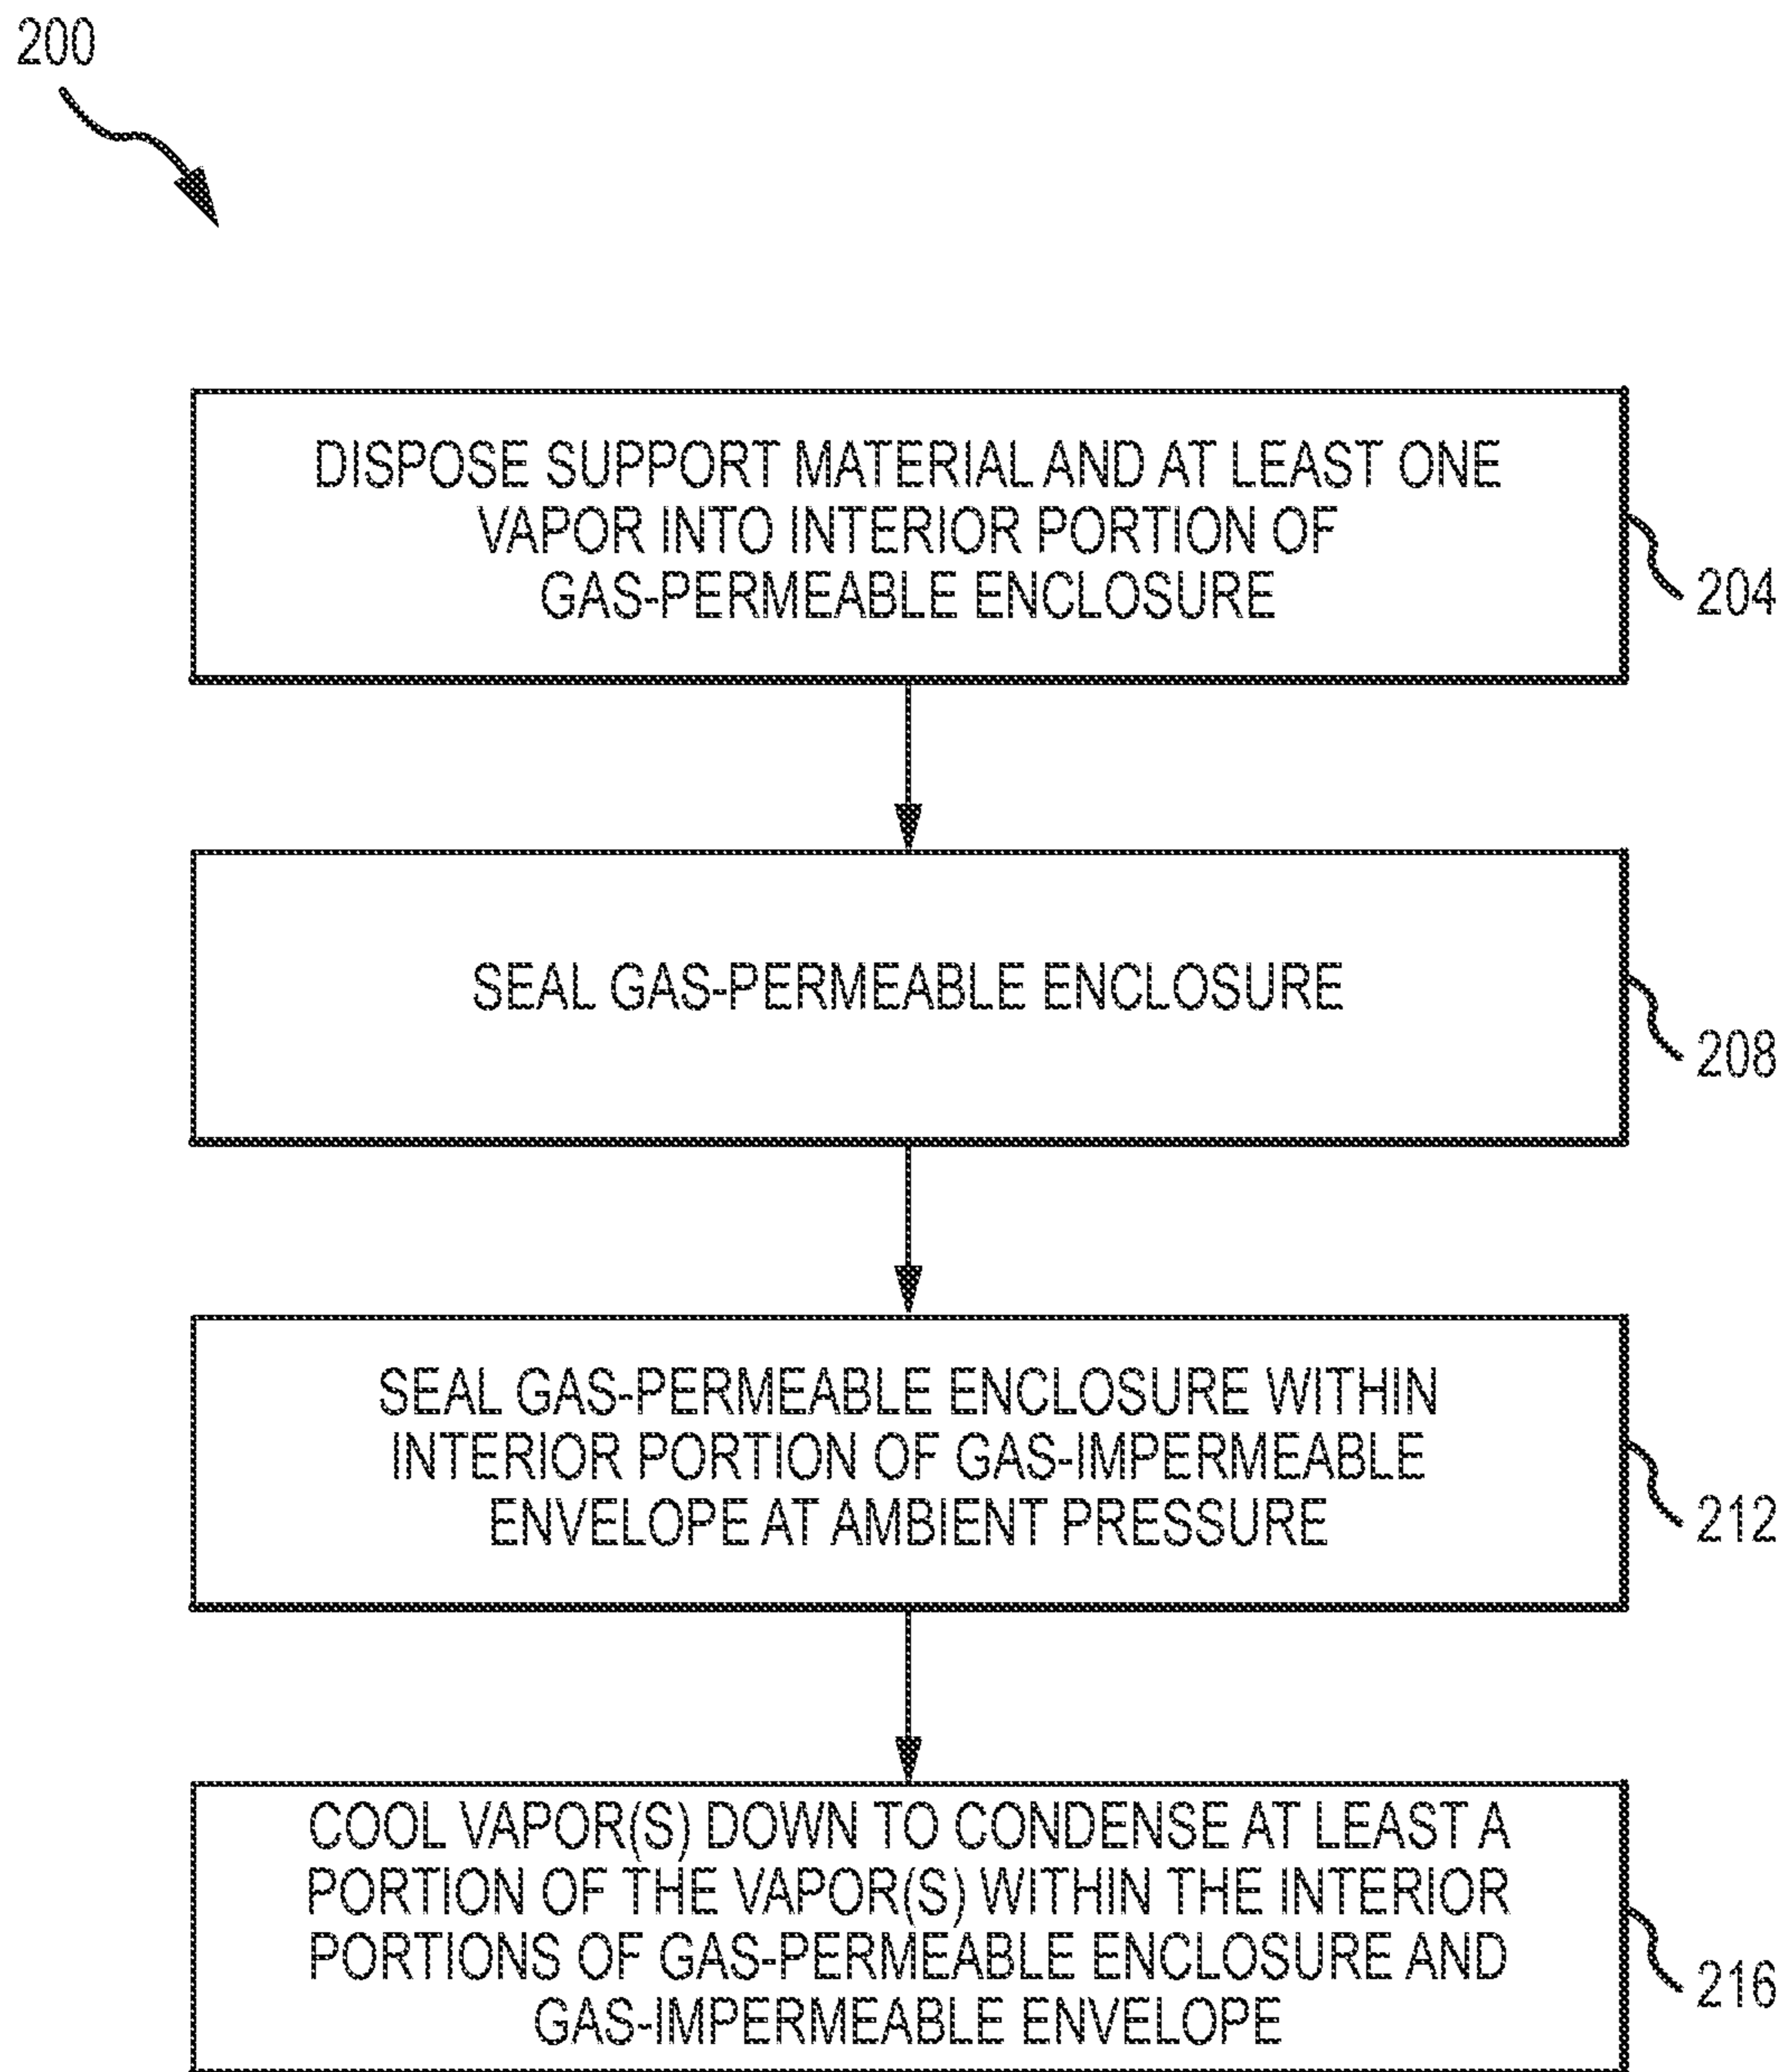 200
DISPOSE SUPPORT MATERIAL AND AT LEAST ONE
VAPOR INTO INTERIOR PORTION OF
GAS-PERMEABLE ENCLOSURE
204
SEAL GAS-PERMEABLE ENCLOSURE
208
SEAL GAS-PERMEABLE ENCLOSURE WITHIN
INTERIOR PORTION OF GAS-IMPERMEABLE
ENVELOPE AT AMBIENT PRESSURE
212
COOL VAPOR(S) DOWN TO CONDENSE AT LEAST A
PORTION OF THE VAPOR(S) WITHIN THE INTERIOR
PORTIONS OF GAS-PERMEABLE ENCLOSURE AND
GAS-IMPERMEABLE ENVELOPE
216